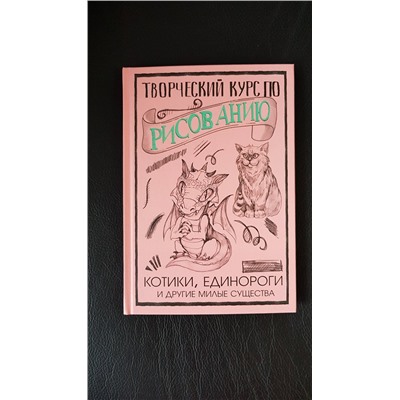 ТВОРЧЕСКИЙ КУРС ПО
РИСОВАНИЮ
КОТИКИ, ЕДИНОРОГИ
И ДРУГИЕ МИЛЫЕ СУЩЕСТВА